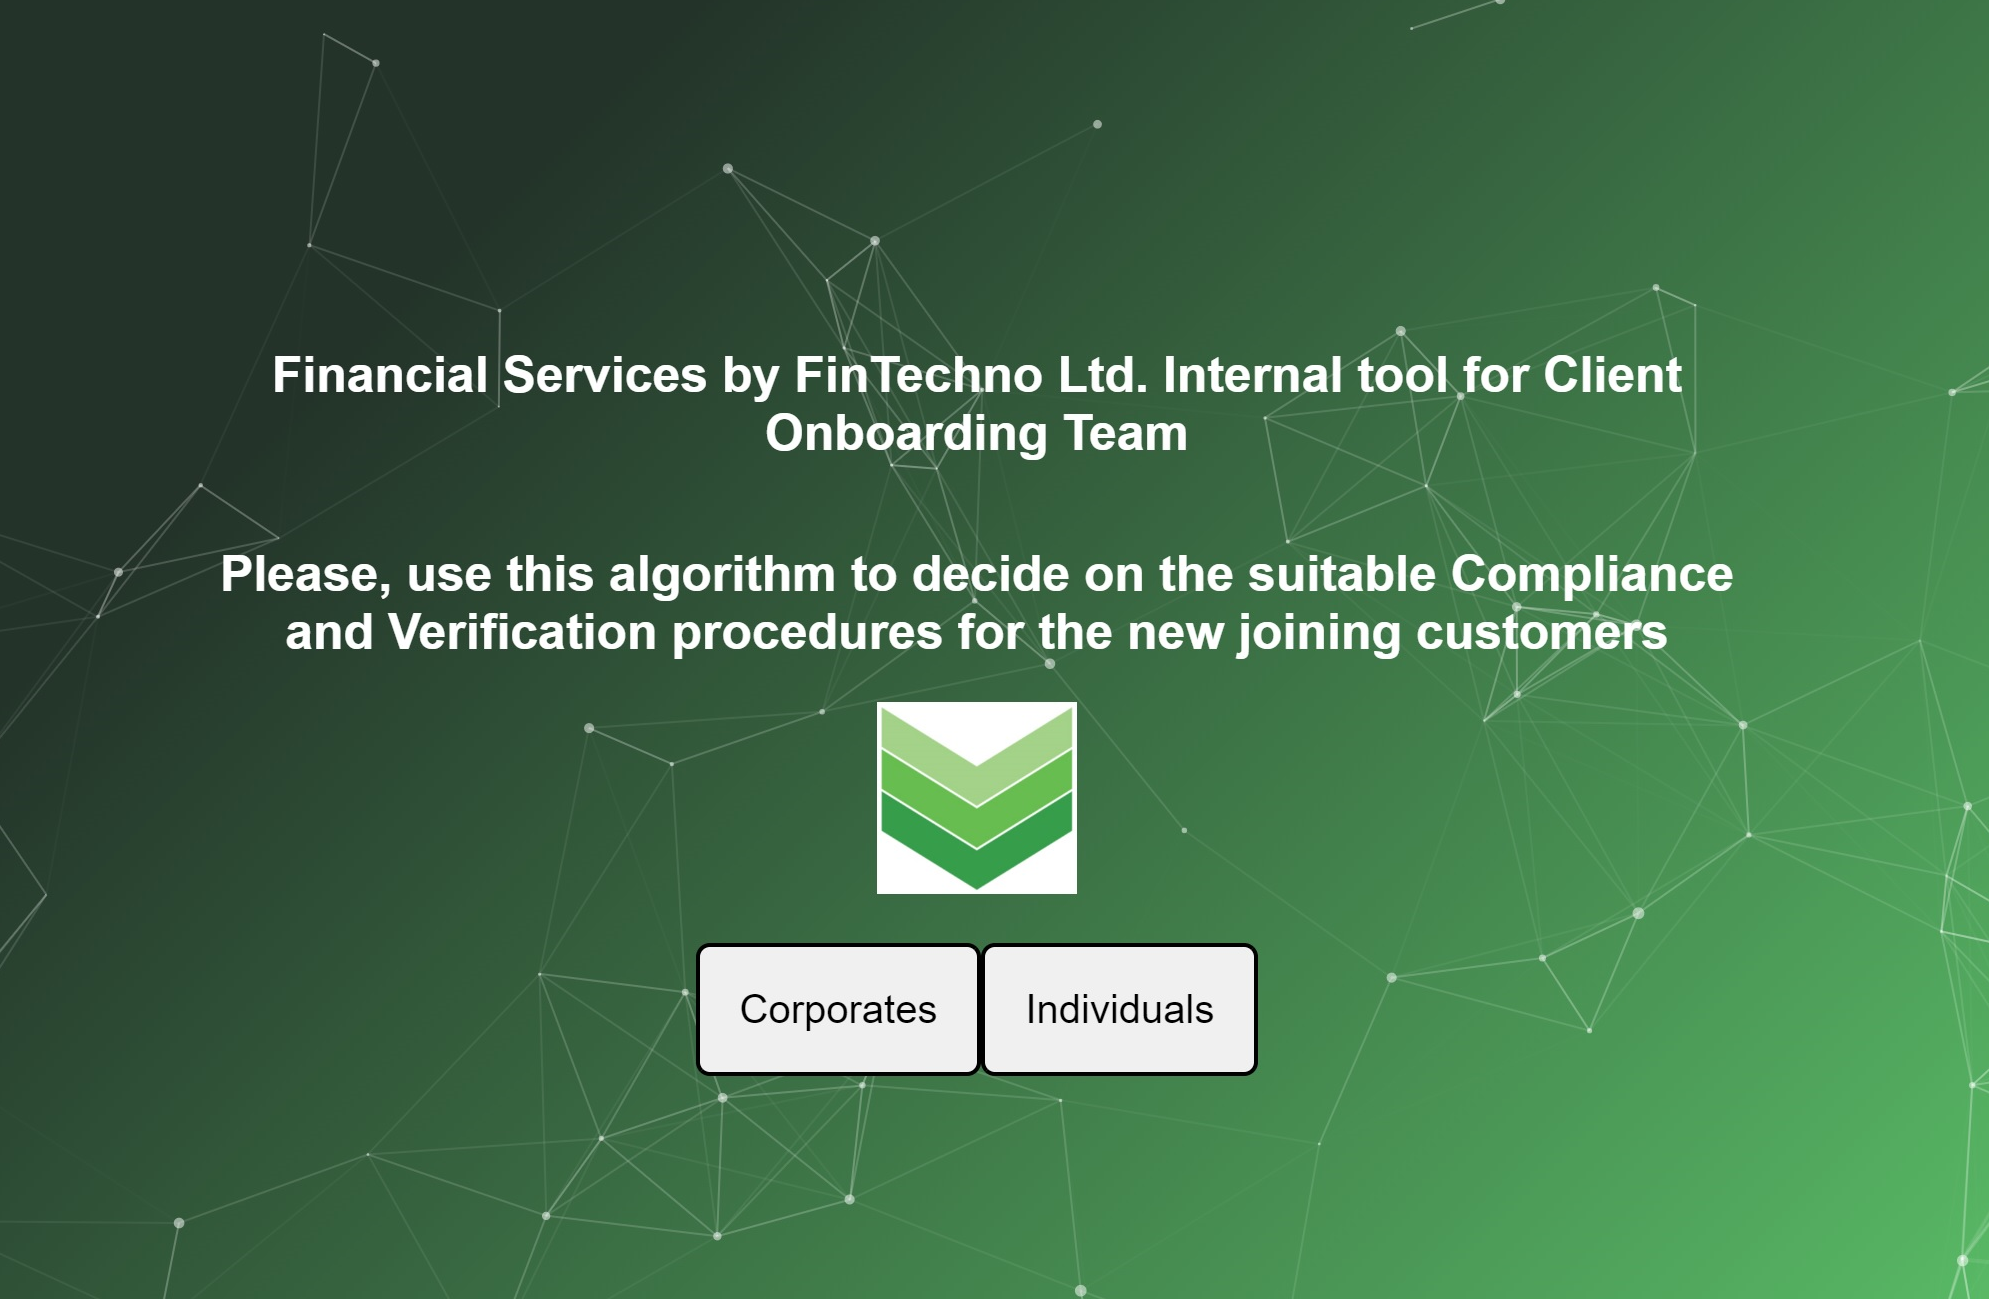 Financial Services by FinTechno Ltd. Internal tool for Client
Onboarding Team
Please, use this algorithm to decide on the suitable Compliance
and Verification procedures for the new joining customers
Corporates
Individuals